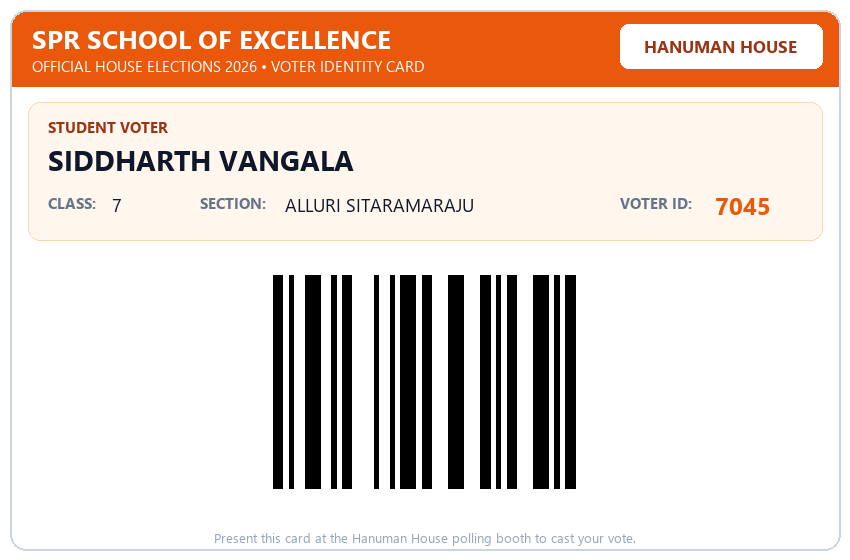 SPR SCHOOL OF EXCELLENCE
OFFICIAL HOUSE ELECTIONS 2026 • VOTER IDENTITY CARD
HANUMAN HOUSE
STUDENT VOTER
SIDDHARTH VANGALA
CLASS: 7 SECTION: ALLURI SITARAMARAJU VOTER ID: 7045
Present this card at the Hanuman House polling booth to cast your vote.